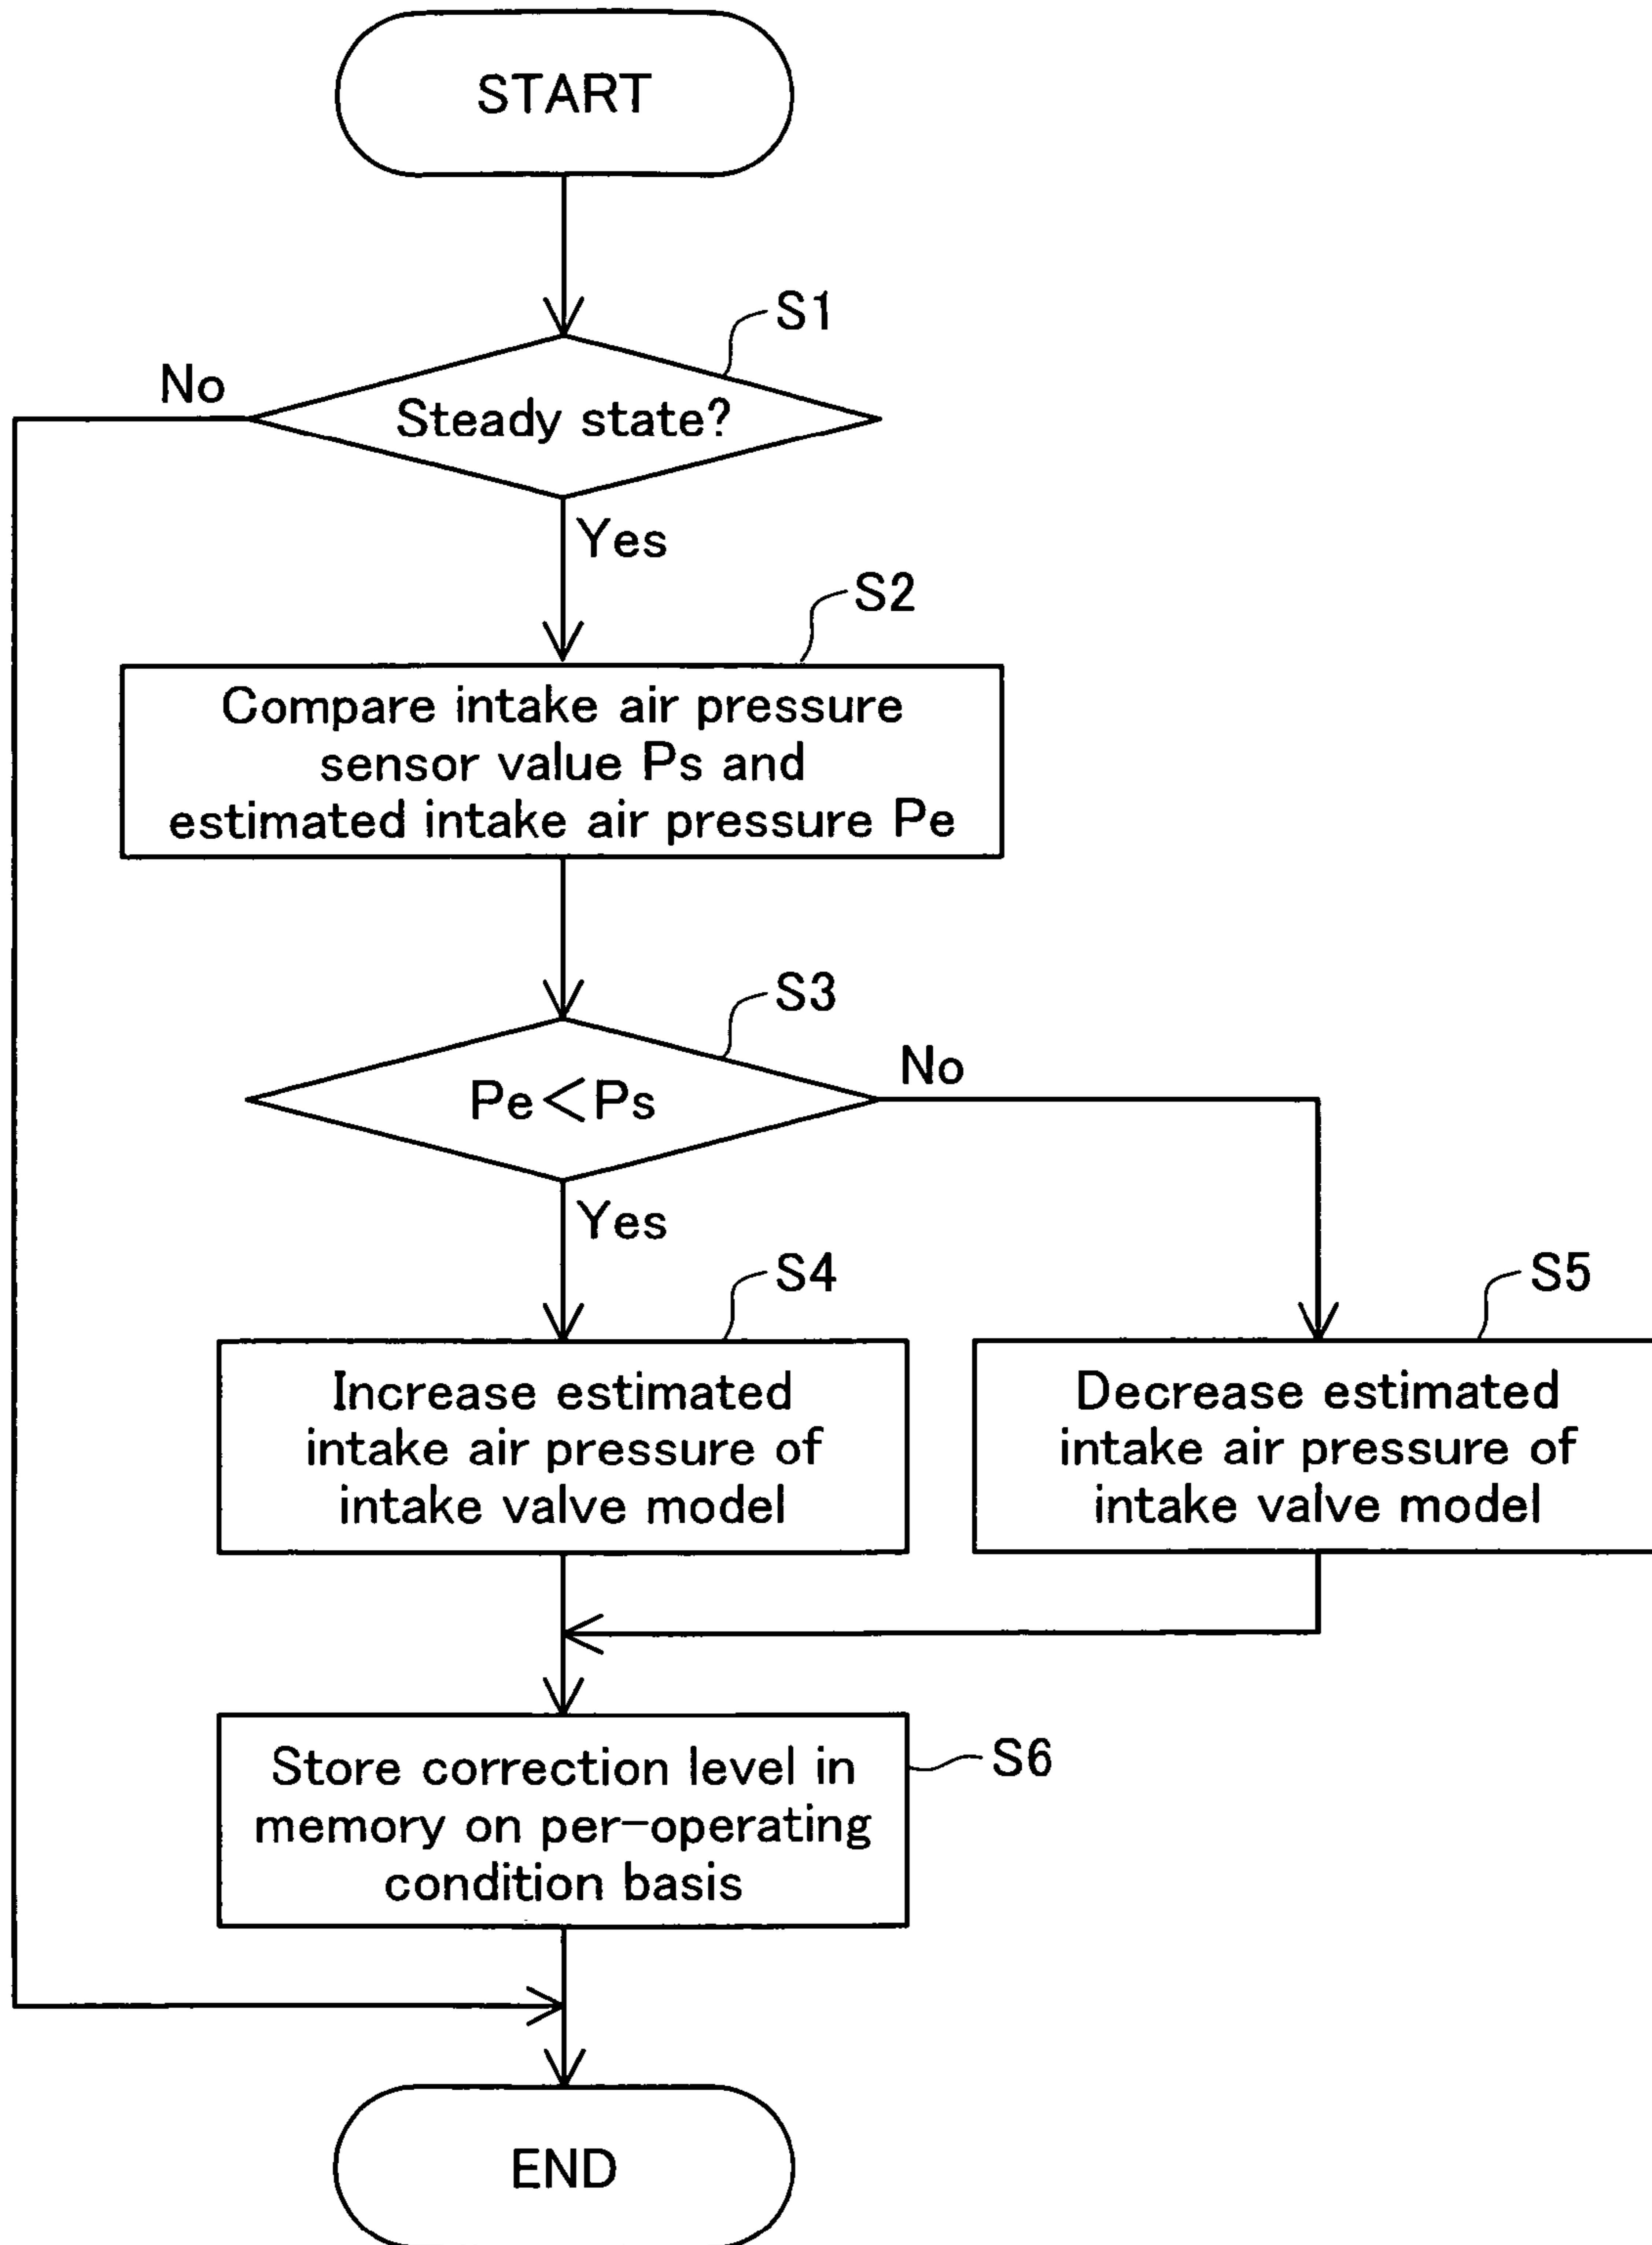 START
S1
No
Steady state?
Yes
S2
Compare intake air pressure
sensor value Ps and
estimated intake air pressure Pe
S3
No
Pe<Ps
Yes
S4
S5
Increase estimated
intake air pressure of
intake valve model
Decrease estimated
intake air pressure of
intake valve model
Store correction level in
memory on per-operating
condition basis
S6
END